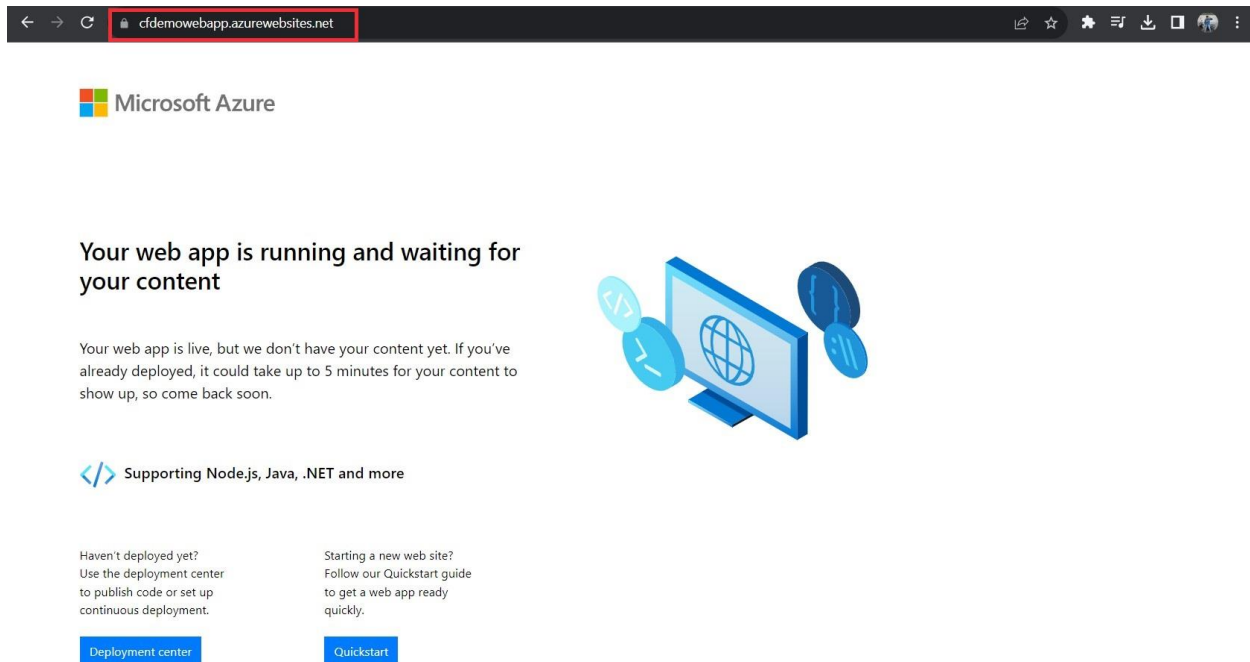 cfdemowebapp.azurewebsites.net
Microsoft Azure
Your web app is running and waiting for
your content
Your web app is live, but we don't have your content yet. If you've
already deployed, it could take up to 5 minutes for your content to
show up, so come back soon.
</> Supporting Node.js, Java, .NET and more
Haven't deployed yet?
Use the deployment center
to publish code or set up
continuous deployment.
Deployment center
Starting a new web site?
Follow our Quickstart guide
to get a web app ready
quickly.
Quickstart